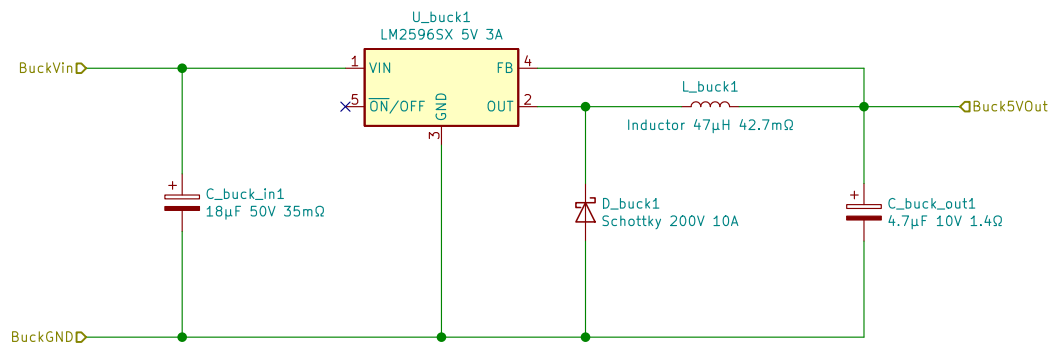 U_buck1
LM2596SX 5V 3A
BuckVin
1
VIN
FB
4
5
ON/OFF
GND
OUT
2
3
L_buck1
Inductor 47µH 42.7mΩ
Buck5VOut
+
C_buck_in1
18µF 50V 35mΩ
D_buck1
Schottky 200V 10A
+
C_buck_out1
4.7µF 10V 1.4Ω
BuckGND